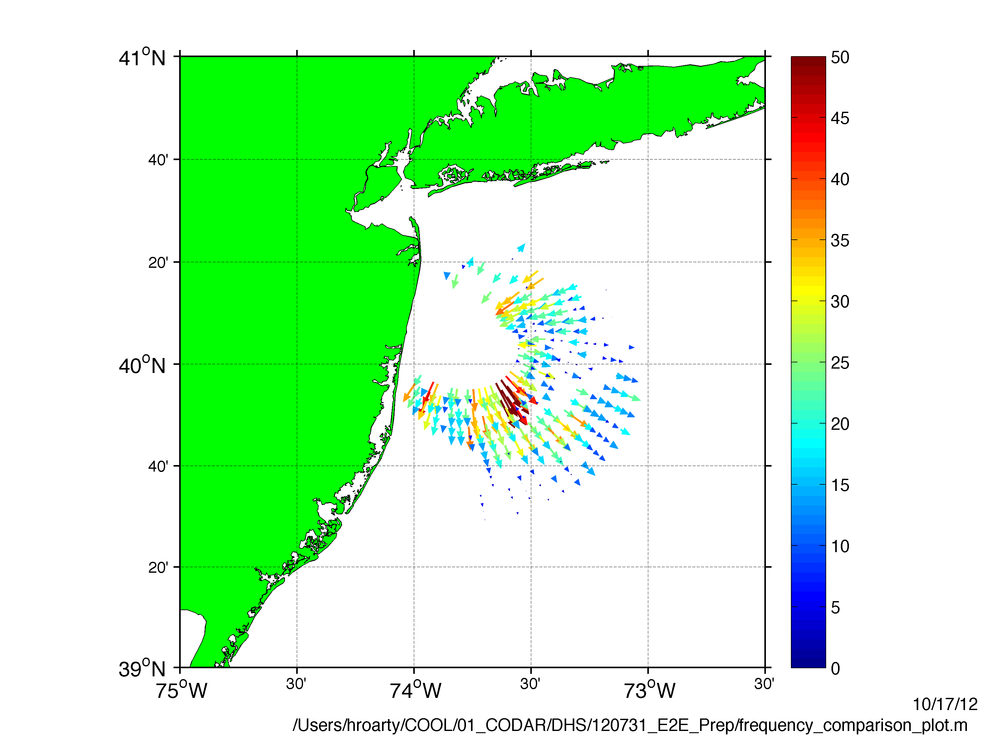 41°N
40'
20'
40°N
40'
20'
39°N
75°W
30'
74°W
30'
73°W
30'
50
45
40
35
30
25
20
15
10
5
0
10/17/12
/Users/hroarty/COOL/01_CODAR/DHS/120731_E2E_Prep/frequency_comparison_plot.m